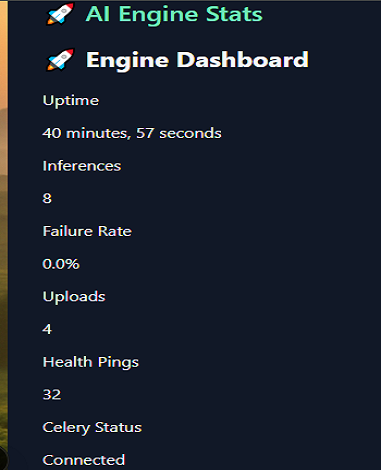 🚀 AI Engine Stats
🚀 Engine Dashboard
Uptime
40 minutes, 57 seconds
Inferences
8
Failure Rate
0.0%
Uploads
4
Health Pings
32
Celery Status
Connected